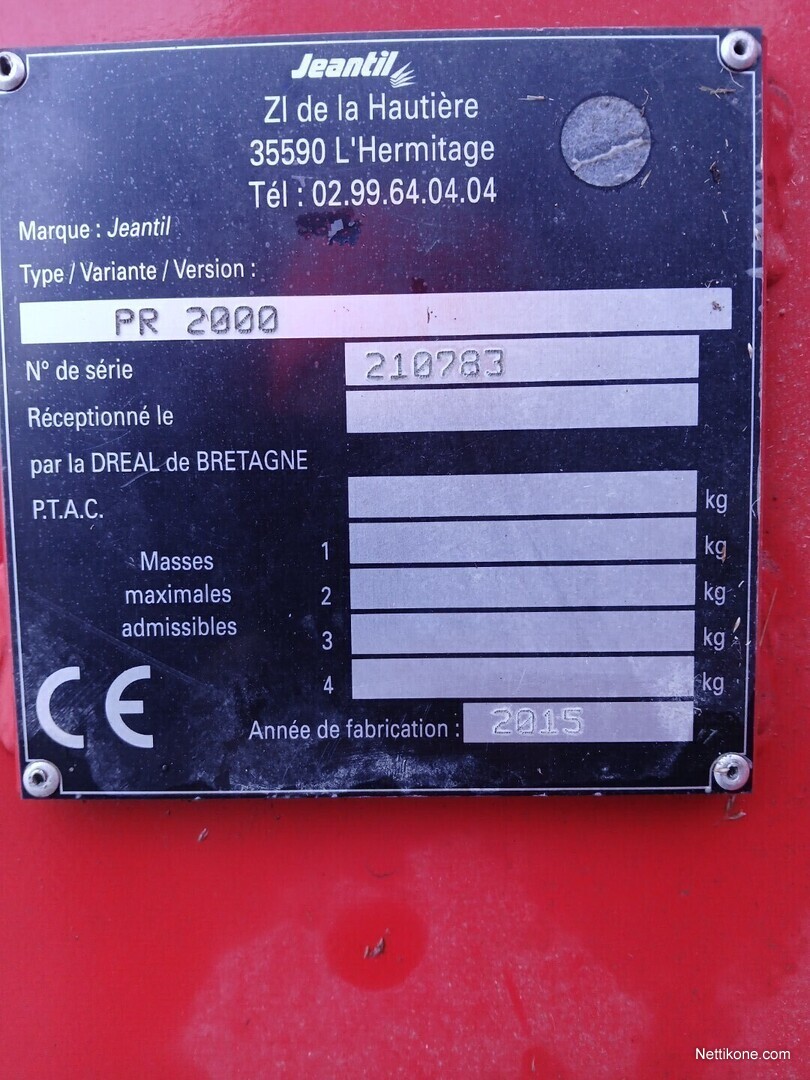 Jeantil
ZI de la Hautière
35590 L'Hermitage
Tél : 02.99.64.04.04
Marque : Jeantil
Type / Variante / Version :
PR 2000
N° de série 210783
Réceptionné le
par la DREAL de BRETAGNE
P.T.A.C. kg
Masses maximales admissibles
1 kg
2 kg
3 kg
4 kg
CE
Année de fabrication : 2015
Nettikone.com